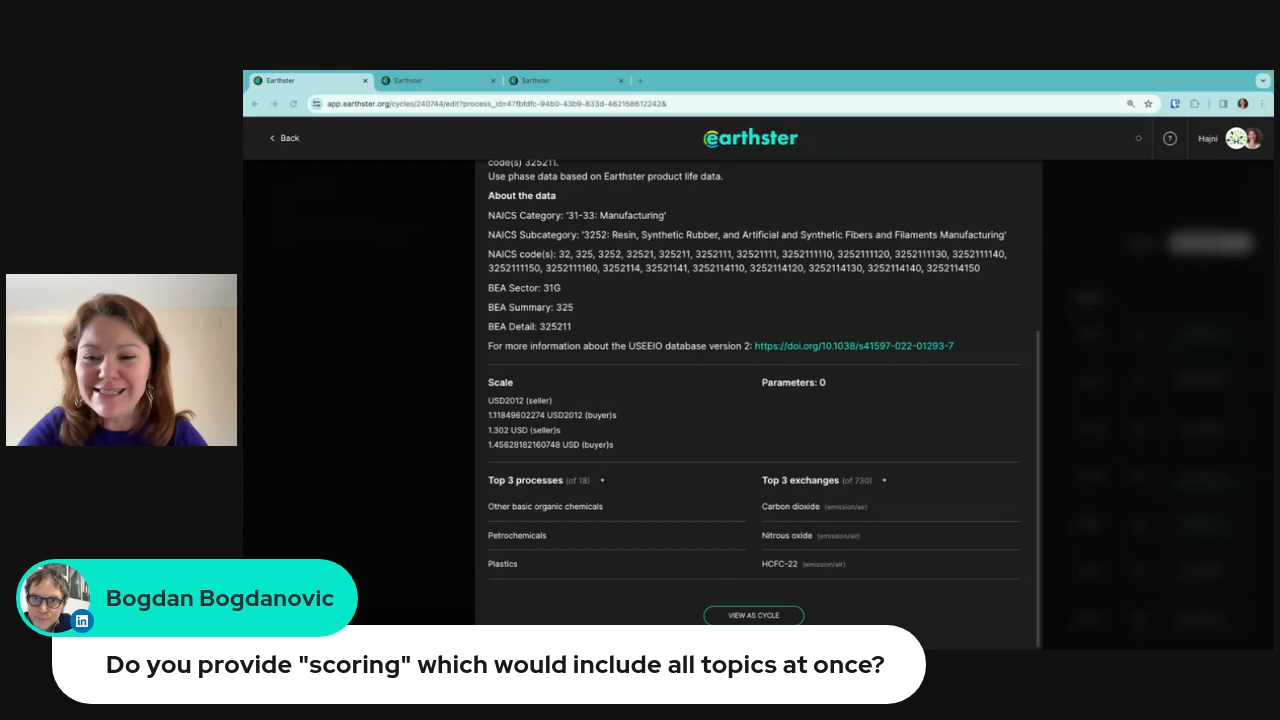 Earthster
Earthster
Earthster
app.earthster.org/cycles/240744/edit?process_id=47fbfdfc-94b0-43b9-833d-462158612242&
Back
earthster
Hajni
code(s) 325211.
Use phase data based on Earthster product life data.
About the data
NAICS Category: '31-33: Manufacturing'
NAICS Subcategory: '3252: Resin, Synthetic Rubber, and Artificial and Synthetic Fibers and Filaments Manufacturing'
NAICS code(s): 32, 325, 3252, 32521, 325211, 3252111, 32521111, 3252111110, 3252111120, 3252111130, 3252111140,
3252111150, 3252111160, 3252114, 32521141, 3252114110, 3252114120, 3252114130, 3252114140, 3252114150
BEA Sector: 31G
BEA Summary: 325
BEA Detail: 325211
For more information about the USEEIO database version 2: https://doi.org/10.1038/s41597-022-01293-7
Scale
Parameters: 0
USD2012 (seller)
1.11849602274 USD2012 (buyer)s
1.302 USD (seller)s
1.45628182160748 USD (buyer)s
Top 3 processes (of 18)
Top 3 exchanges (of 730)
Other basic organic chemicals
Carbon dioxide (emission/air)
Petrochemicals
Nitrous oxide (emission/air)
Plastics
HCFC-22 (emission/air)
VIEW AS CYCLE
Bogdan Bogdanovic
in
Do you provide "scoring" which would include all topics at once?